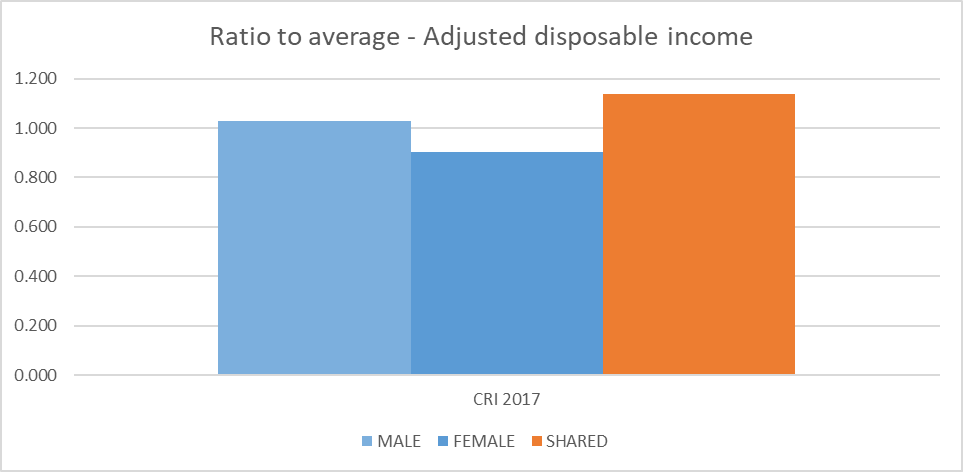 Ratio to average - Adjusted disposable income
1.200
1.000
0.800
0.600
0.400
0.200
0.000
CRI 2017
MALE FEMALE SHARED